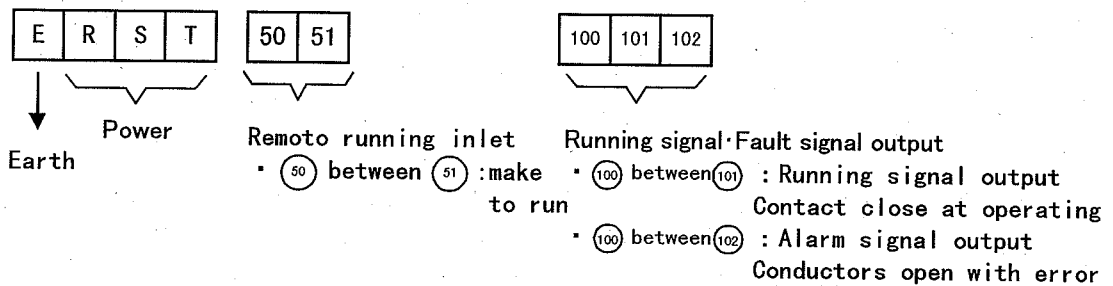 E R S T 50 51 100 101 102
Power
Earth
Remoto running inlet
・50 between 51 :make
to run
Running signal·Fault signal output
・100 between 101 :Running signal output
Contact close at operating
・100 between 102 :Alarm signal output
Conductors open with error